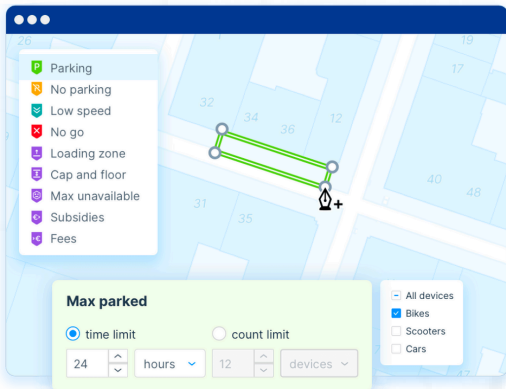 26
19
17
Parking
No parking
Low speed
No go
Loading zone
Cap and floor
Max unavailable
Subsidies
Fees
32
34
36
12
31
35
40
48
Max parked
time limit
count limit
24
hours
12
devices
All devices
Bikes
Scooters
Cars
17